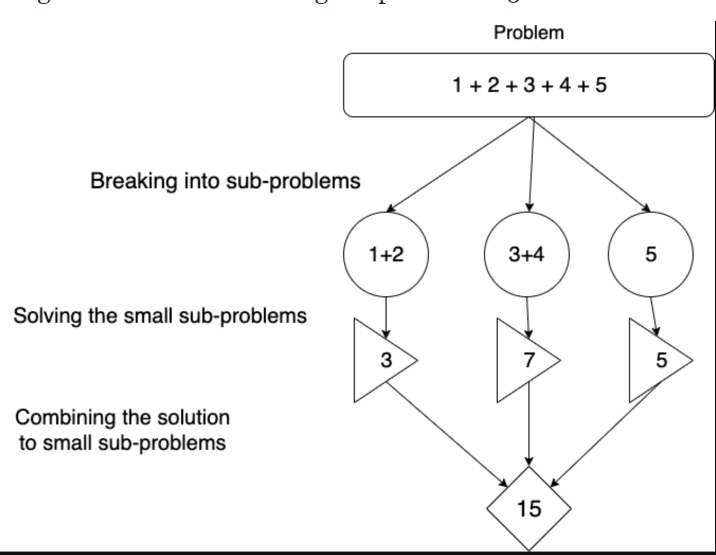 Problem
1 + 2 + 3 + 4 + 5
Breaking into sub-problems
1+2
3+4
5
Solving the small sub-problems
3
7
5
Combining the solution
to small sub-problems
15